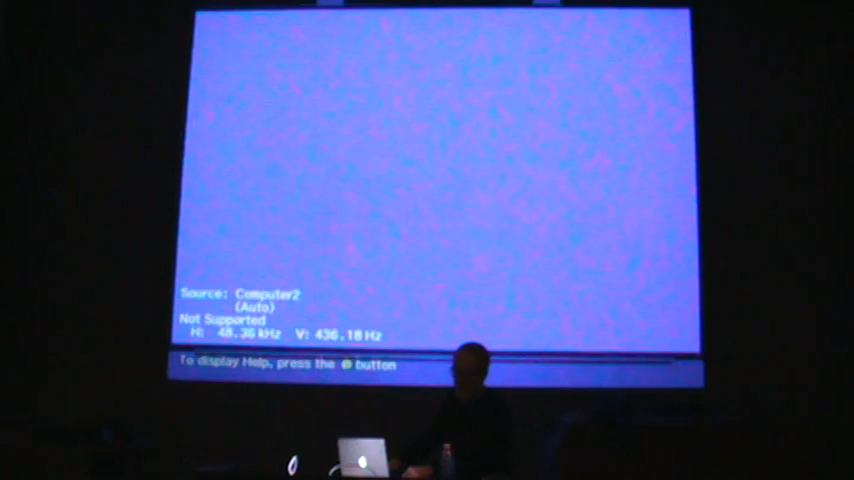 Source: Computer2
(Auto)
Not Supported
H: 48.36 kHz V: 436.18 Hz
To display Help, press the button